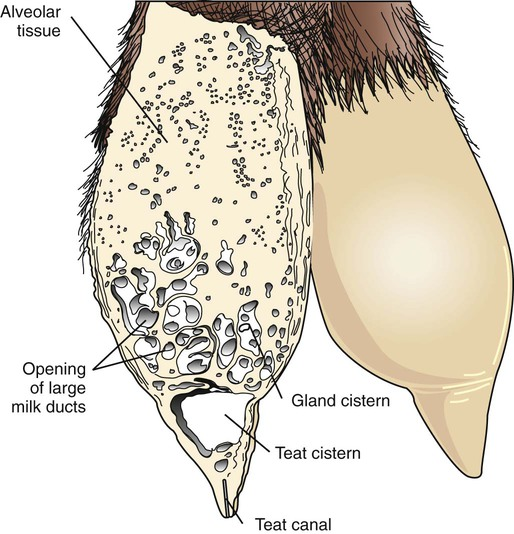 Alveolar
tissue
Opening
of large
milk ducts
Gland cistern
Teat cistern
Teat canal